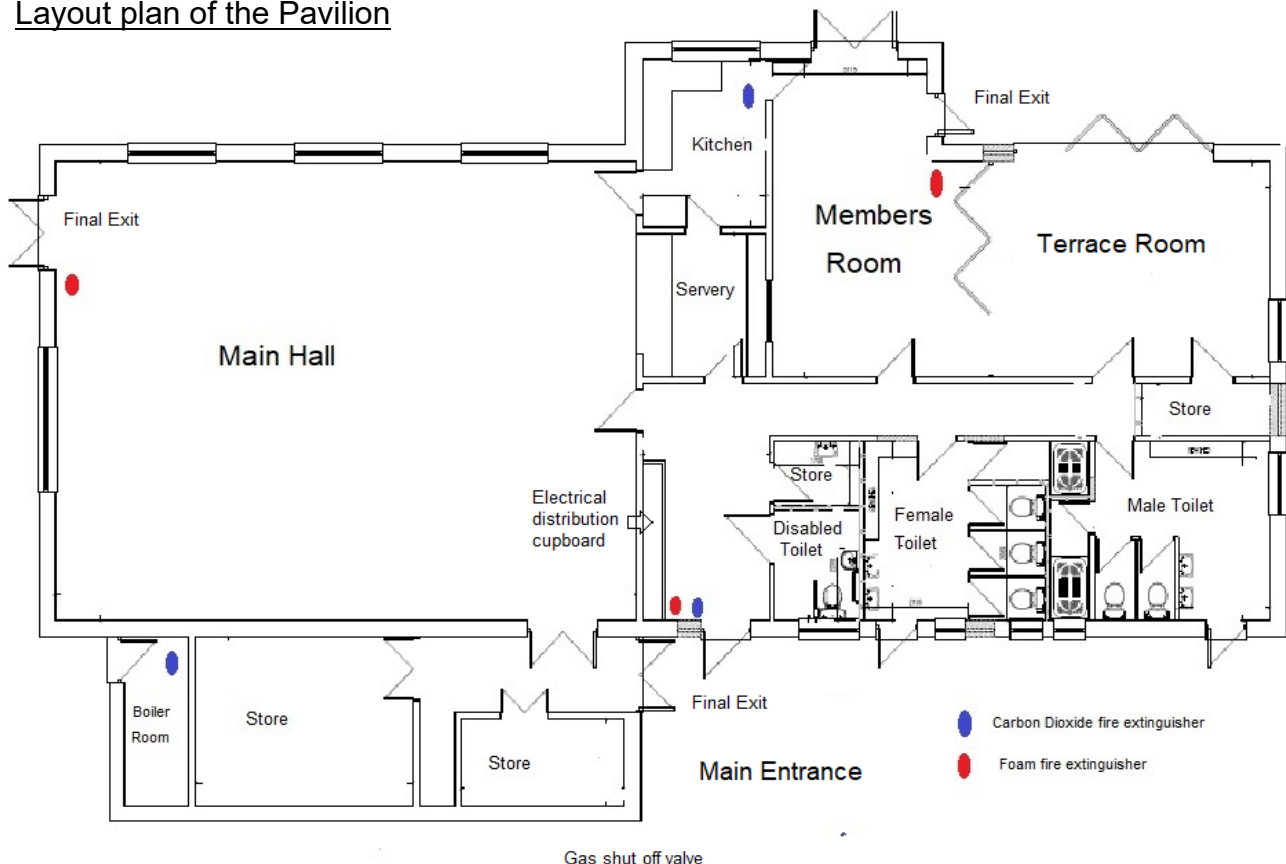 Layout plan of the Pavilion
Final Exit
Kitchen
Final Exit
Members
Room
Terrace Room
Servery
Main Hall
Store
Store
Electrical
distribution
cupboard
Disabled
Toilet
Female
Toilet
Male Toilet
Final Exit
Boiler
Room
Store
Store
Main Entrance
Carbon Dioxide fire extinguisher
Foam fire extinguisher
Gas shut off valve